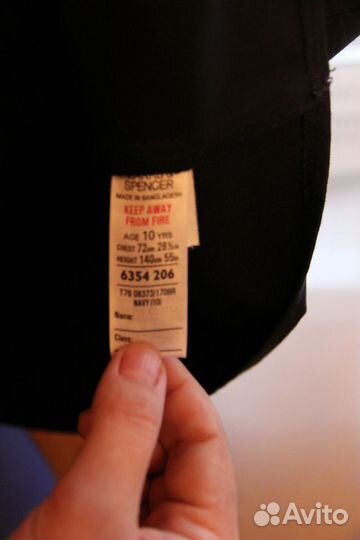 SPENCER
MADE IN BANGLADESH
KEEP AWAY
FROM FIRE
AGE 10 YRS
CHEST 72cm 28½in
HEIGHT 140cm 55in
6354 206
T78 08373/1706R
NAVY (10)
Name:
Class:
Avito